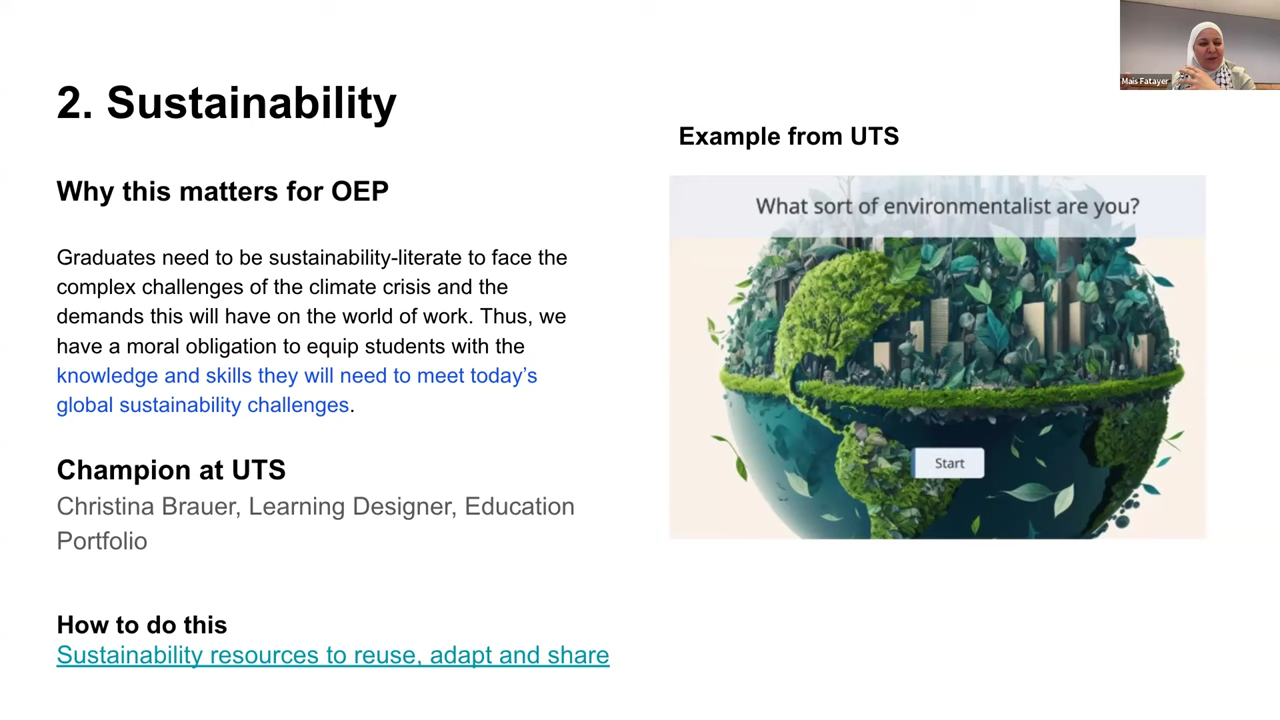 2. Sustainability
Why this matters for OEP
Graduates need to be sustainability-literate to face the
complex challenges of the climate crisis and the
demands this will have on the world of work. Thus, we
have a moral obligation to equip students with the
knowledge and skills they will need to meet today’s
global sustainability challenges.
Champion at UTS
Christina Brauer, Learning Designer, Education
Portfolio
How to do this
Sustainability resources to reuse, adapt and share
Example from UTS
What sort of environmentalist are you?
Start
Mais Fatayer